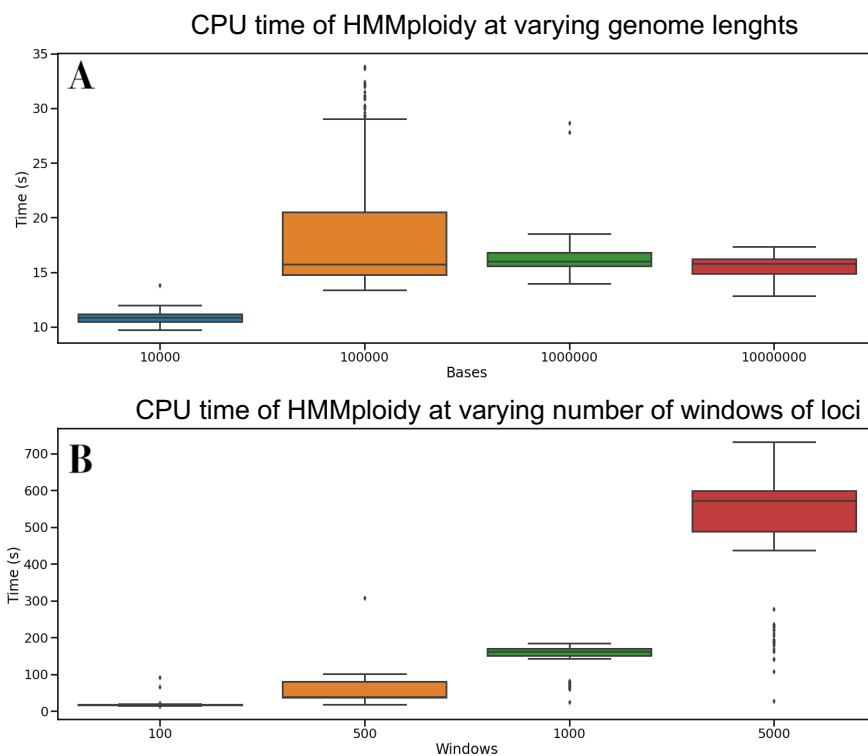 CPU time of HMMploidy at varying genome lenghts
A
35
30
25
20
15
10
Time (s)
10000
100000
1000000
10000000
Bases
CPU time of HMMploidy at varying number of windows of loci
B
700
600
500
400
300
200
100
0
Time (s)
100
500
1000
5000
Windows